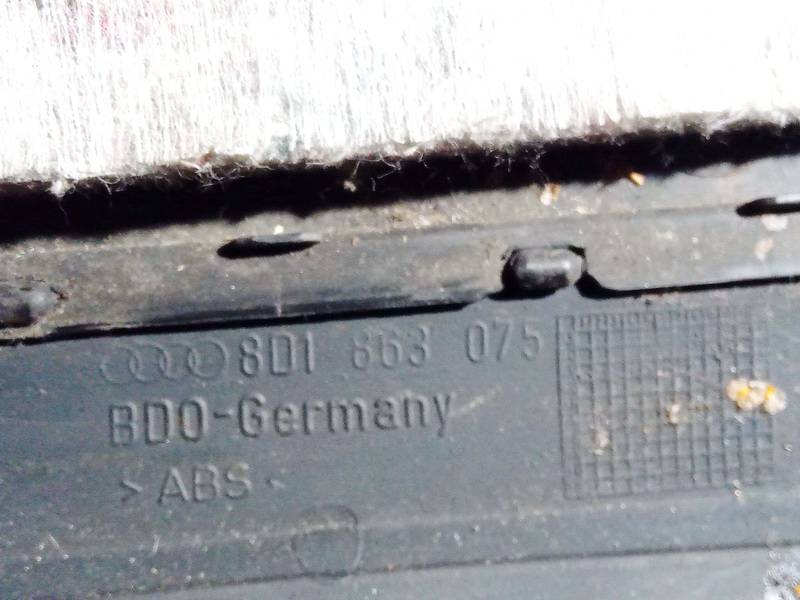 8D1 863 075
BDO-Germany
>ABS<